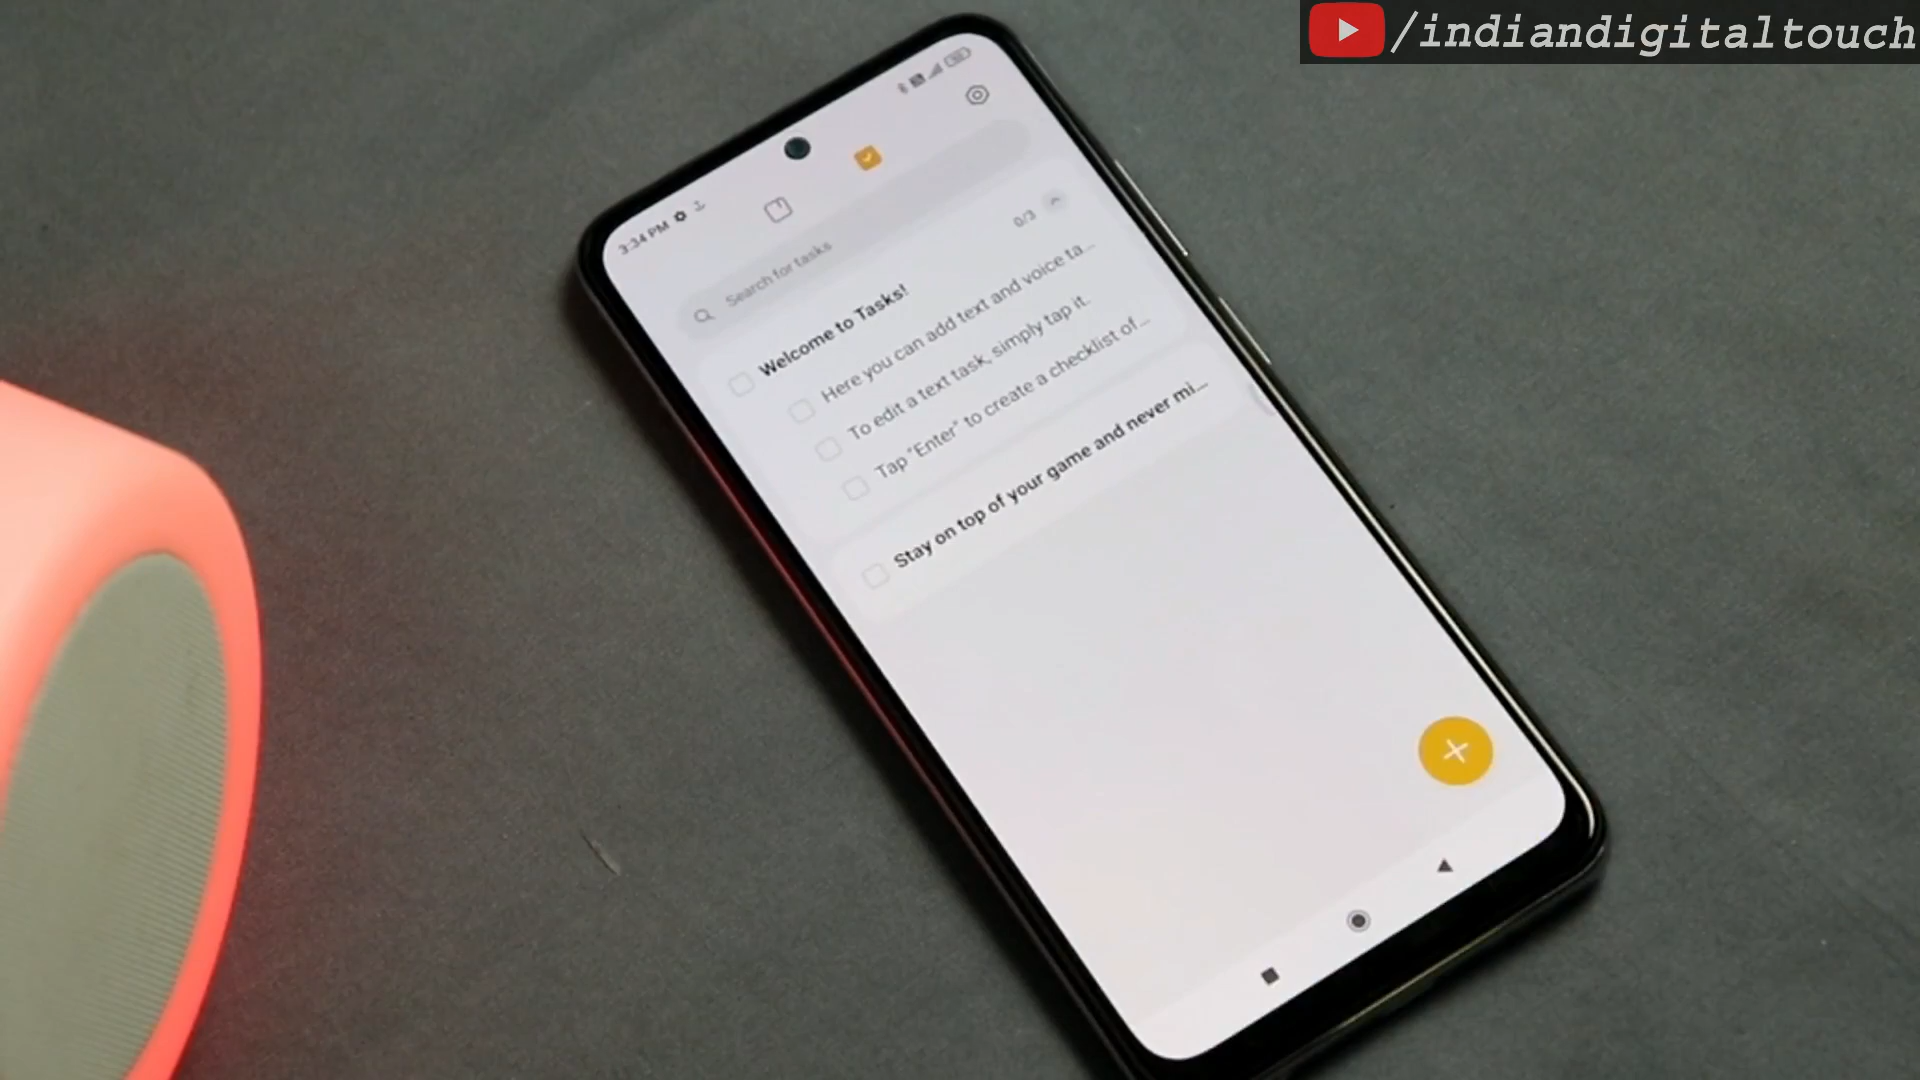 /indiandigitaltouch
3:34 PM
Search for tasks
0/3
Welcome to Tasks!
Here you can add text and voice ta...
To edit a text task, simply tap it.
Tap "Enter" to create a checklist of...
Stay on top of your game and never mi...